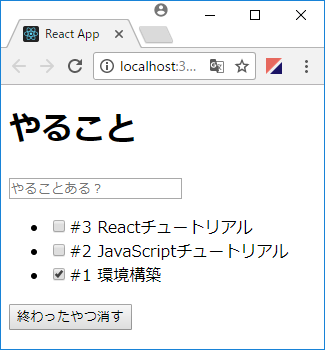 React App
localhost:3...
やること
やることある？
#3 Reactチュートリアル
#2 JavaScriptチュートリアル
#1 環境構築
終わったやつ消す